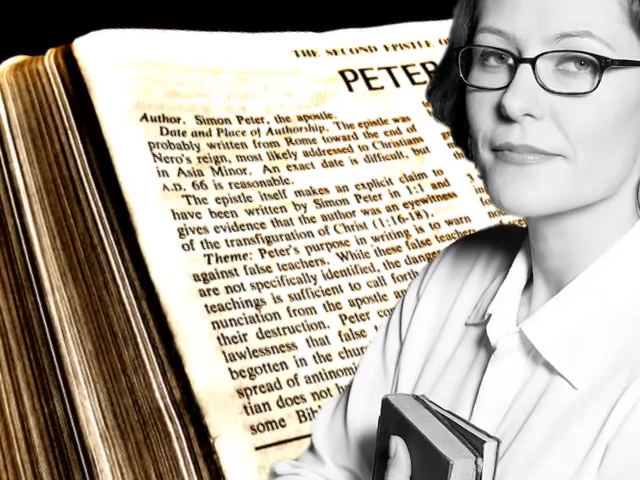 THE SECOND EPISTLE OF
PETER
Author. Simon Peter, the apostle.
Date and Place of Authorship. The epistle was
probably written from Rome toward the end of
Nero's reign, most likely addressed to Christians
in Asia Minor. An exact date is difficult, but
A.D. 66 is reasonable.
The epistle itself makes an explicit claim to
have been written by Simon Peter in 1:1 and
gives evidence that the author was an eyewitness
of the transfiguration of Christ (1:16-18).
Theme: Peter's purpose in writing is to warn
against false teachers. While these false teachers
are not specifically identified, the
teachings is sufficient to call forth
nunciation from the apostle
their destruction. Peter
lawlessness that false
begotten in the
spread of
tian does not
some